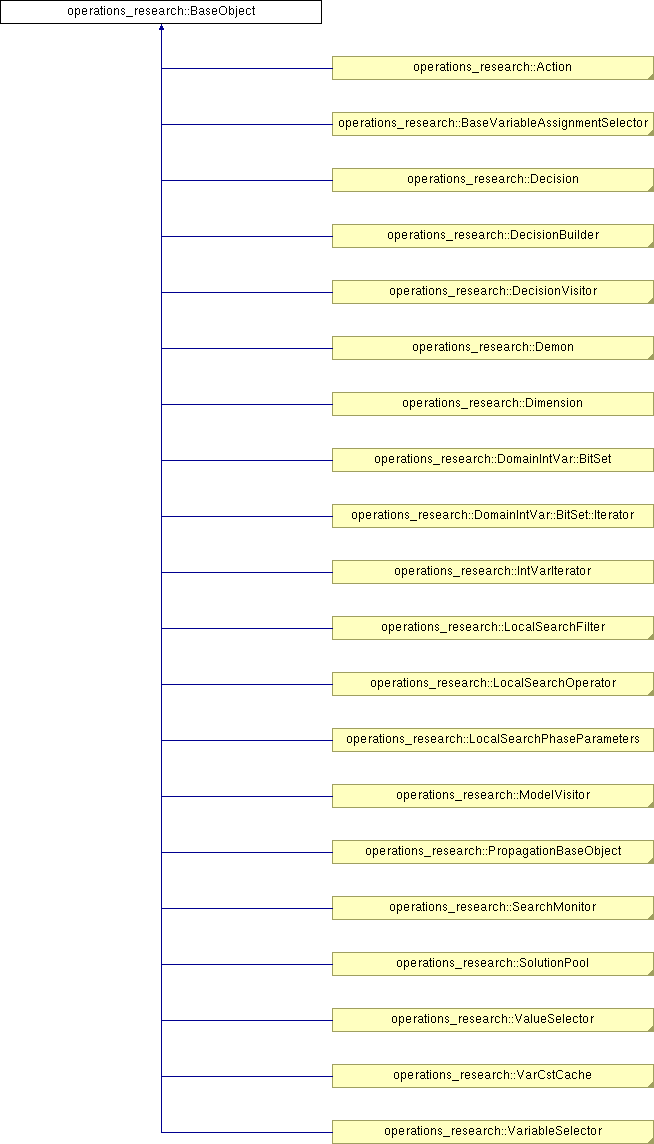 operations_research::BaseObject
operations_research::Action
operations_research::BaseVariableAssignmentSelector
operations_research::Decision
operations_research::DecisionBuilder
operations_research::DecisionVisitor
operations_research::Demon
operations_research::Dimension
operations_research::DomainIntVar::BitSet
operations_research::DomainIntVar::BitSet::Iterator
operations_research::IntVarIterator
operations_research::LocalSearchFilter
operations_research::LocalSearchOperator
operations_research::LocalSearchPhaseParameters
operations_research::ModelVisitor
operations_research::PropagationBaseObject
operations_research::SearchMonitor
operations_research::SolutionPool
operations_research::ValueSelector
operations_research::VarCstCache
operations_research::VariableSelector